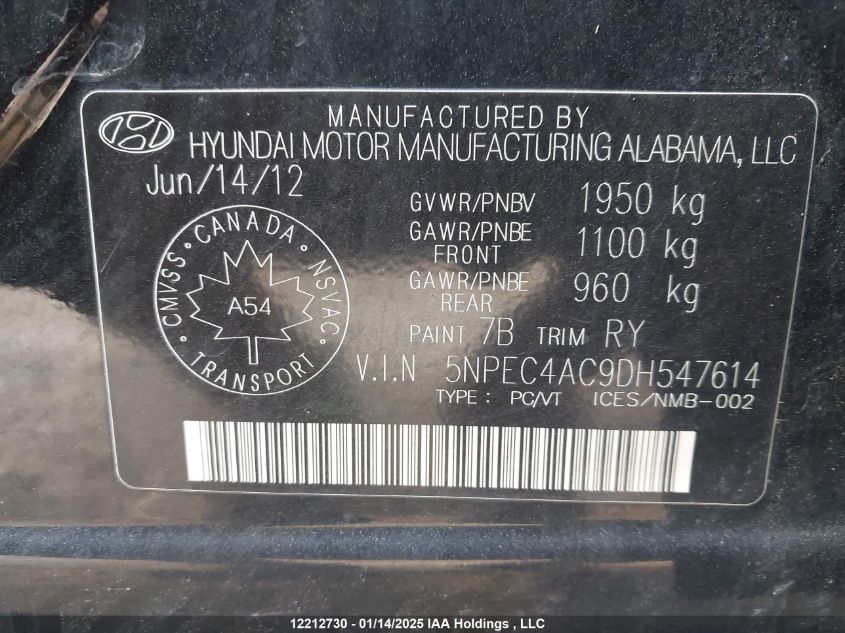 MANUFACTURED BY
HYUNDAI MOTOR MANUFACTURING ALABAMA, LLC
Jun/14/12
GVWR/PNBV 1950 kg
GAWR/PNBE FRONT 1100 kg
GAWR/PNBE REAR 960 kg
CANADA
CMVSS NSVAC
A54
TRANSPORT
PAINT 7B TRIM RY
V.I.N 5NPEC4AC9DH547614
TYPE : PC/VT ICES/NMB-002
12212730 - 01/14/2025 IAA Holdings , LLC